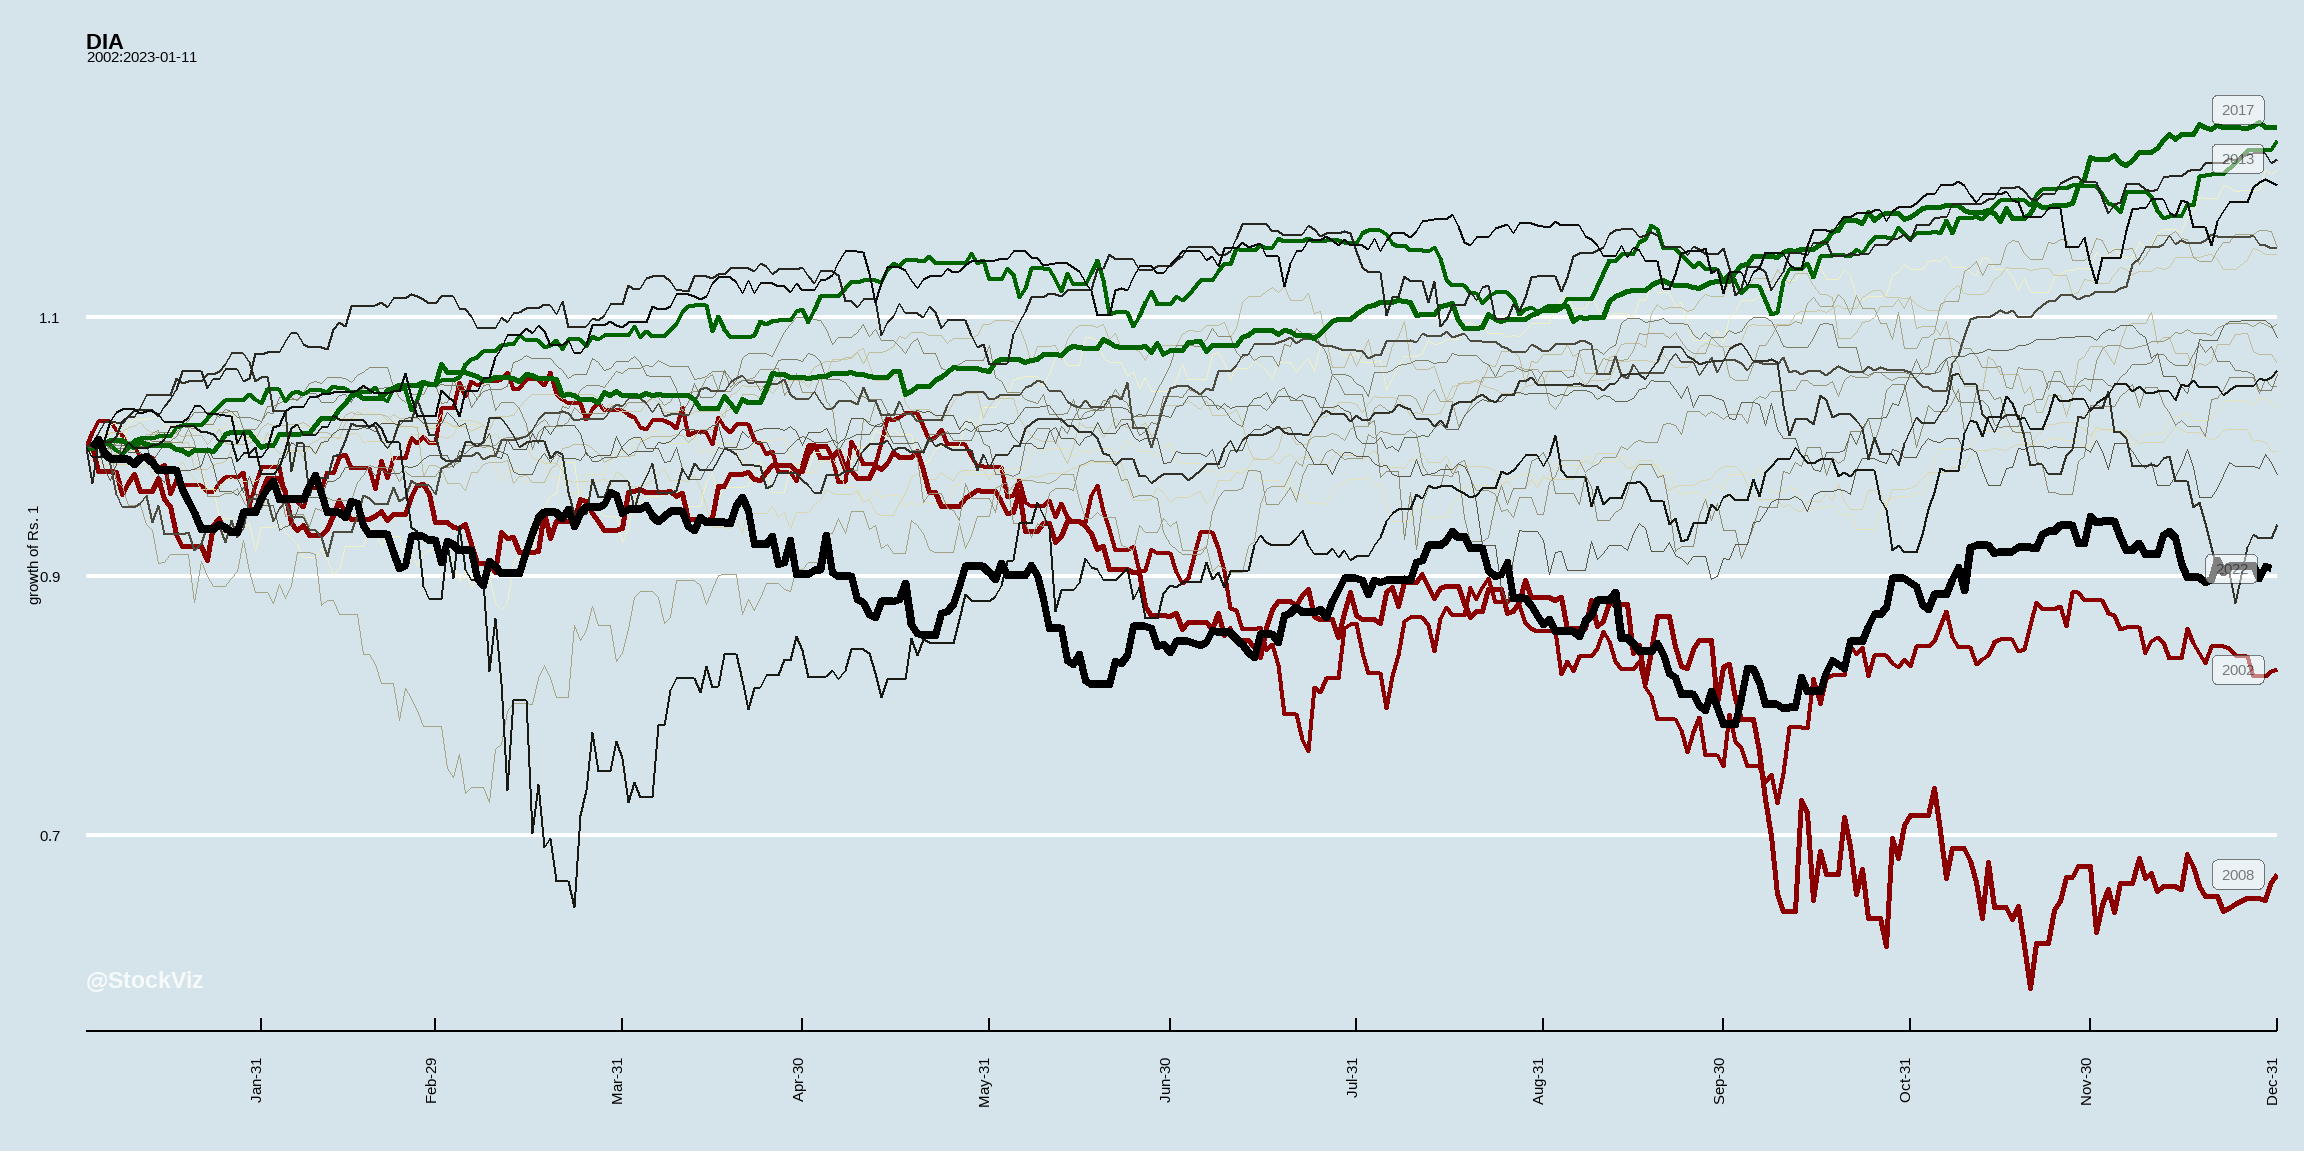 DIA
2002:2023-01-11
2017
2013
1.1
growth of Rs. 1
0.9
2022
2002
0.7
2008
@StockViz
Jan-31
Feb-29
Mar-31
Apr-30
May-31
Jun-30
Jul-31
Aug-31
Sep-30
Oct-31
Nov-30
Dec-31